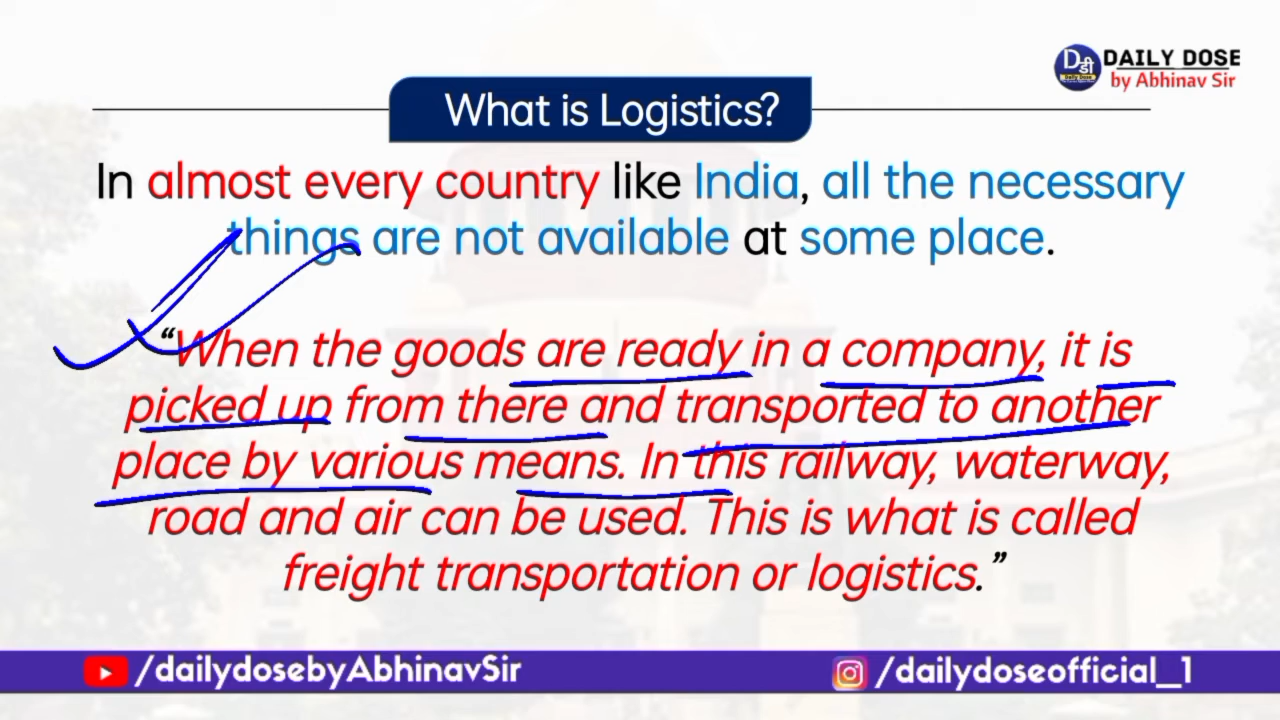 DAILY DOSE
by Abhinav Sir
What is Logistics?
In almost every country like India, all the necessary
things are not available at some place.
“When the goods are ready in a company, it is
picked up from there and transported to another
place by various means. In this railway, waterway,
road and air can be used. This is what is called
freight transportation or logistics.”
/dailydosebyAbhinavSir
/dailydoseofficial_1